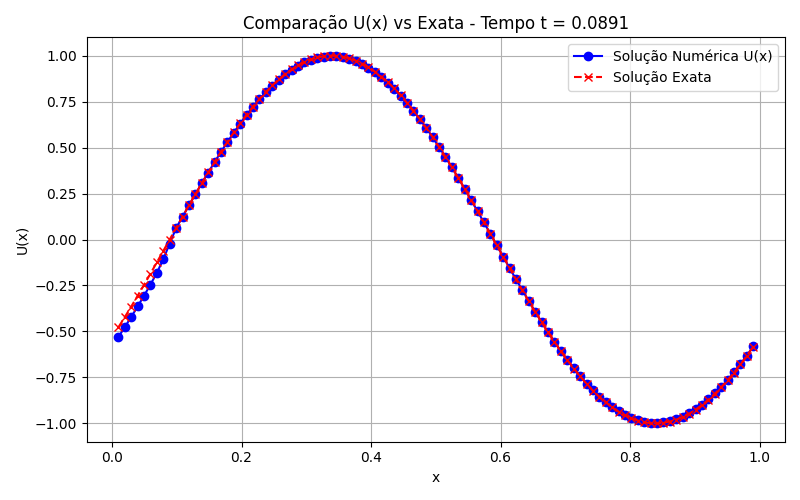 Comparação U(x) vs Exata - Tempo t = 0.0891
Solução Numérica U(x)
Solução Exata
1.00
0.75
0.50
0.25
0.00
−0.25
−0.50
−0.75
−1.00
U(x)
0.0 0.2 0.4 0.6 0.8 1.0
x